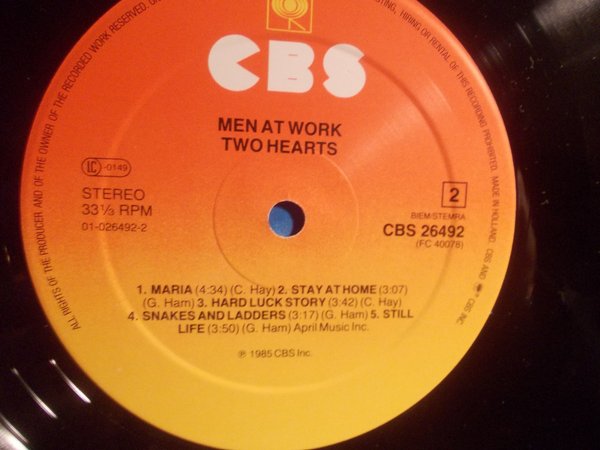 CBS
MEN AT WORK
TWO HEARTS
LC-0149
STEREO
33⅓ RPM
01-026492-2
2
BIEM/STEMRA
CBS 26492
(FC 40078)
1. MARIA (4:34) (C. Hay) 2. STAY AT HOME (3:07)
(G. Ham) 3. HARD LUCK STORY (3:42) (C. Hay)
4. SNAKES AND LADDERS (3:17) (G. Ham) 5. STILL
LIFE (3:50) (G. Ham) April Music Inc.
℗ 1985 CBS Inc.
ALL RIGHTS OF THE PRODUCER AND OF THE OWNER OF THE RECORDED WORK RESERVED.
HIRING OR RENTAL OF THIS RECORDING PROHIBITED. MADE IN HOLLAND. CBS AND CBS INC